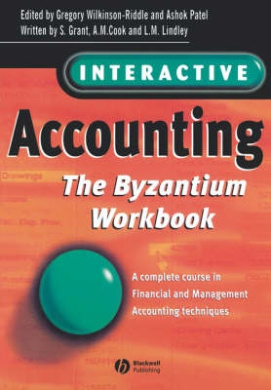 Edited by Gregory Wilkinson-Riddle and Ashok Patel
Written by S. Grant, A.M.Cook and L.M. Lindley
INTERACTIVE
Accounting
The Byzantium
Workbook
A complete course in
Financial and Management
Accounting techniques
Blackwell
Publishing